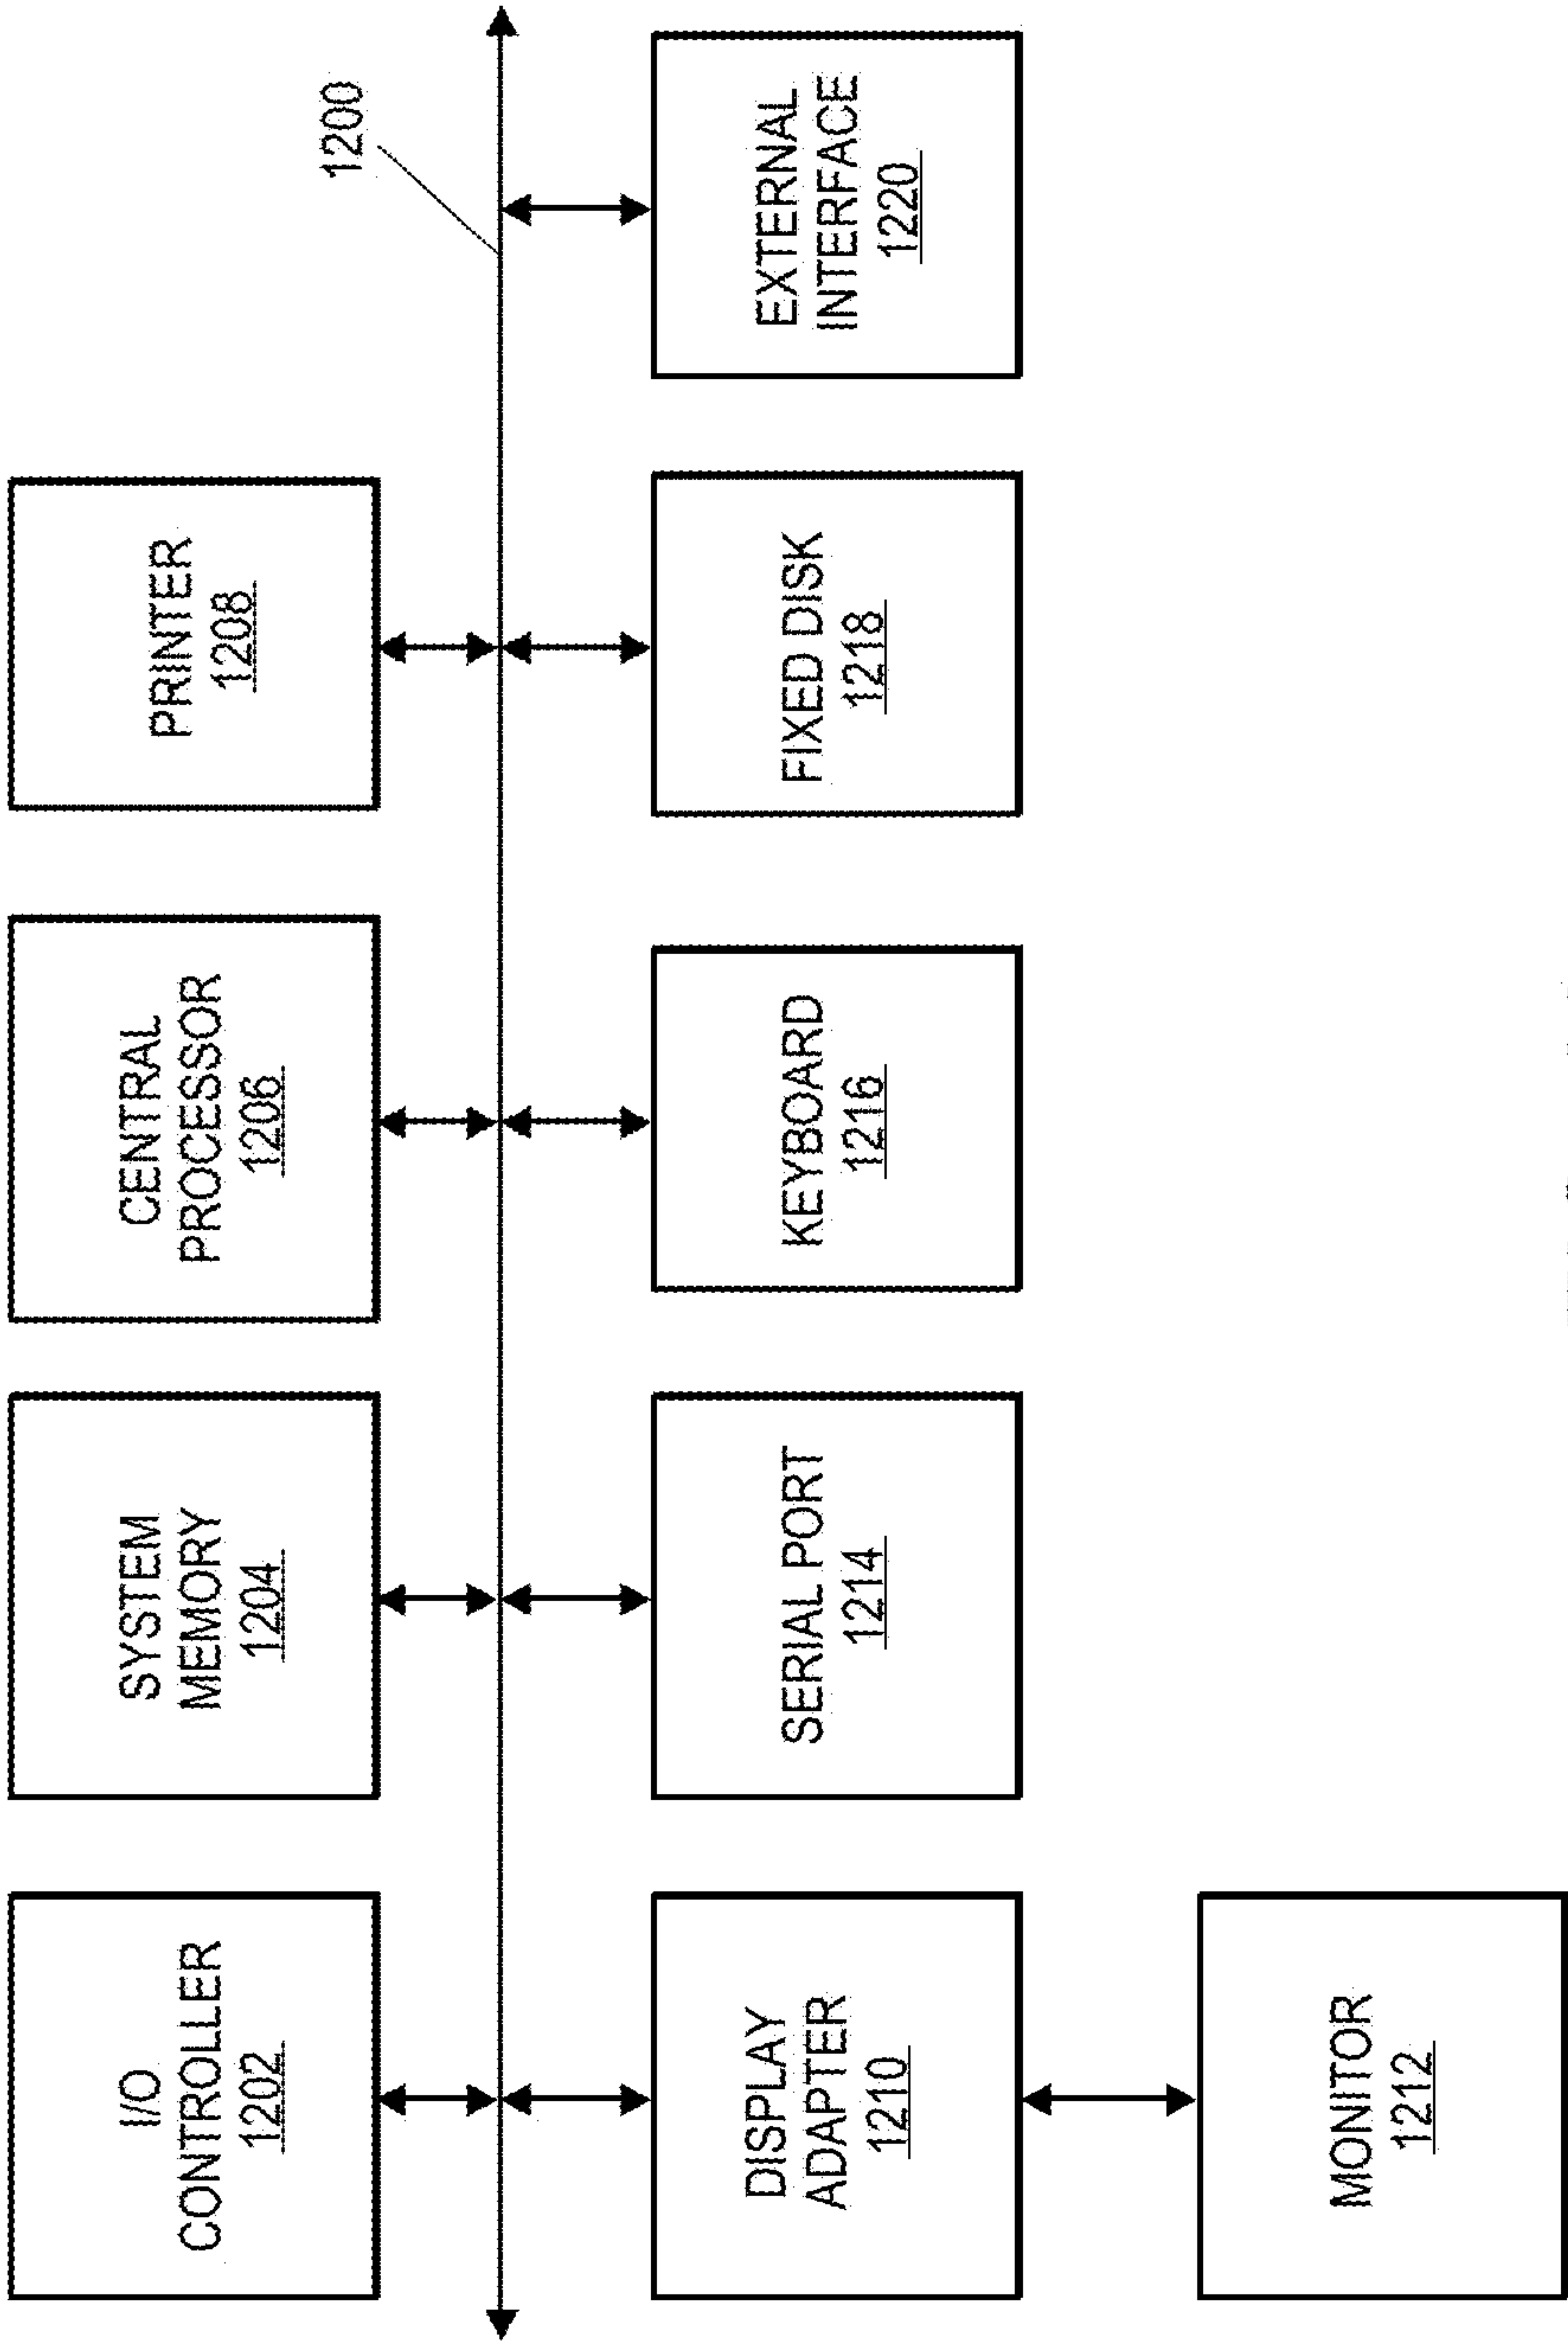 I/O
CONTROLLER
1202
SYSTEM
MEMORY
1204
CENTRAL
PROCESSOR
1206
PRINTER
1208
1200
DISPLAY
ADAPTER
1210
SERIAL PORT
1214
KEYBOARD
1216
FIXED DISK
1218
EXTERNAL
INTERFACE
1220
MONITOR
1212